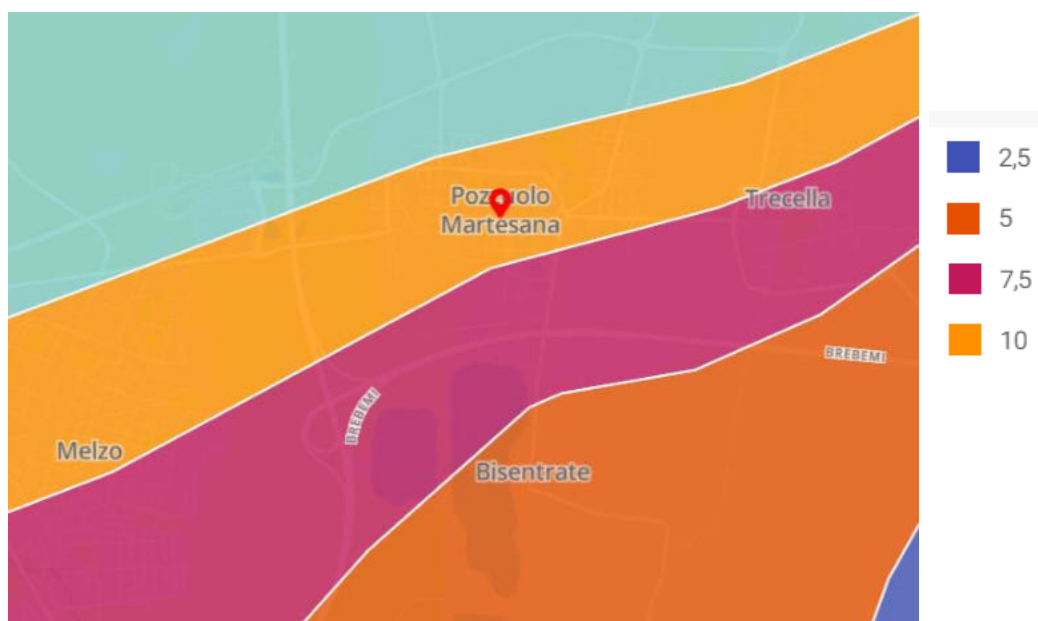 Pozzuolo
Martesana
Trecella
BREBEMI
BREBEMI
Melzo
Bisentrate
2,5
5
7,5
10